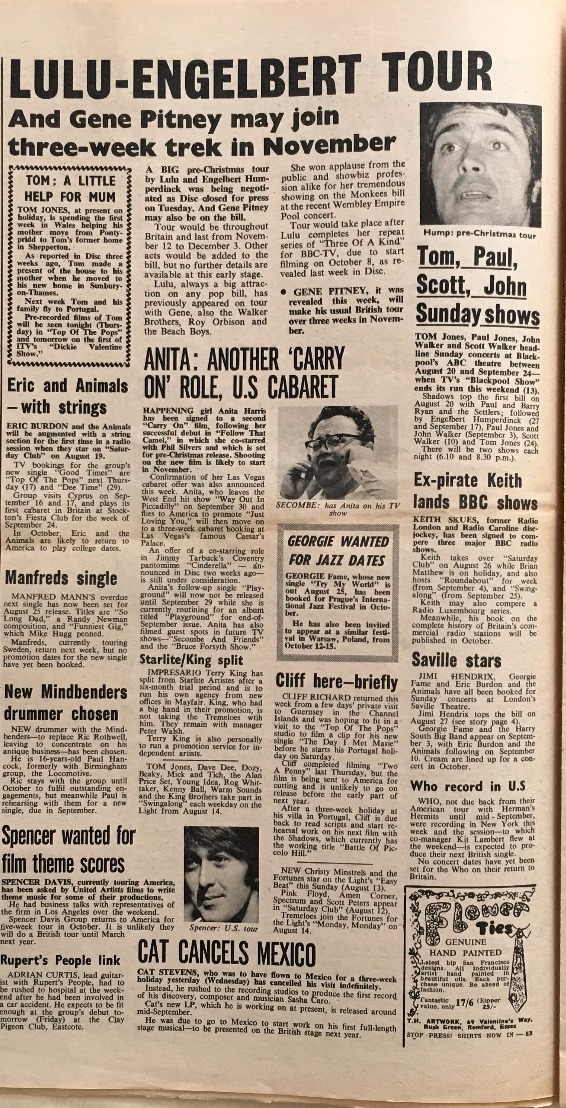 LULU-ENGELBERT TOUR
And Gene Pitney may join
three-week trek in November
TOM: A LITTLE
HELP FOR MUM
TOM JONES, at present on
holiday, is spending the first
week in Wales helping his
mother move from Ponty-
pridd to Tom's former home
in Shepperton.
As reported in Disc three
weeks ago, Tom made a
present of the house to his
mother when he moved to
his new home in Sunbury-
on-Thames.
Next week Tom and his
family fly to Portugal.
Pre-recorded films of Tom
will be seen tonight (Thurs-
day) in "Top Of The Pops"
and tomorrow on the first of
ITV's "Dickie Valentine
Show."
A BIG pre-Christmas tour
by Lulu and Engelbert Hum-
perdinck was being negoti-
ated as Disc closed for press
on Tuesday. And Gene Pitney
may also be on the bill.
Tour would be throughout
Britain and last from Novem-
ber 12 to December 3. Other
acts would be added to the
bill, but no further details are
available at this early stage.
Lulu, always a big attrac-
tion on any pop bill, has
previously appeared on tour
with Gene, also the Walker
Brothers, Roy Orbison and
the Beach Boys.
She won applause from the
public and showbiz profes-
sion alike for her tremendous
showing on the Monkees bill
at the recent Wembley Empire
Pool concert.
Tour would take place after
Lulu completes her repeat
series of "Three Of A Kind"
for BBC-TV, due to start
filming on October 8, as re-
vealed last week in Disc.
● GENE PITNEY, it was
revealed this week, will
make his usual British tour
over three weeks in Novem-
ber.
Hump: pre-Christmas tour
Tom, Paul,
Scott, John
Sunday shows
TOM Jones, Paul Jones, John
Walker and Scott Walker head-
line Sunday concerts at Black-
pool's ABC theatre between
August 20 and September 24—
when TV's "Blackpool Show"
ends its run this weekend (13).
Shadows top the first bill on
August 20 with Paul and Barry
Ryan and the Settlers; followed
by Engelbert Humperdinck (27
and September 17), Paul Jones and
John Walker (September 3), Scott
Walker (10) and Tom Jones (24).
There will be two shows each
night (6.10 and 8.30 p.m.).
Eric and Animals
—with strings
ERIC BURDON and the Animals
will be augmented with a string
section for the first time in a radio
session when they star on "Satur-
day Club" on August 19.
TV bookings for the group's
new single "Good Times" are
"Top Of The Pops" next Thurs-
day (17) and "Dee Time" (29).
Group visits Cyprus on Sep-
tember 16 and 17, and plays its
first cabaret in Britain at Stock-
ton's Fiesta Club for the week of
September 24.
In October, Eric and the
Animals are likely to return to
America to play college dates.
Manfreds single
MANFRED MANN'S overdue
next single has now been set for
August 25 release. Titles are "So
Long Dad," a Randy Newman
composition, and "Funniest Gig,"
which Mike Hugg penned.
Manfreds, currently touring
Sweden, return next week, but no
promotion dates for the new single
have yet been booked.
New Mindbenders
drummer chosen
NEW drummer with the Mind-
benders—to replace Ric Rothwell,
leaving to concentrate on his
antique business—has been chosen.
He is 16-years-old Paul Han-
cock, formerly with Birmingham
group, the Locomotive.
Ric stays with the group until
October to fulfil outstanding en-
gagements, but meanwhile Paul is
rehearsing with them for a new
single, due in September.
Spencer wanted for
film theme scores
SPENCER DAVIS, currently touring America,
has been asked by United Artists films to write
theme music for some of their productions.
He had business talks with representatives of
the firm in Los Angeles over the weekend.
Spencer Davis Group returns to America for
five-week tour in October. It is unlikely they
will do a British tour until March
next year.
Rupert's People link
ADRIAN CURTIS, lead guitar-
ist with Rupert's People, had to
be rushed to hospital at the week-
end after he had been involved in
a car accident. He expects to be fit
enough at the group's debut to-
morrow (Friday) at the Clay
Pigeon Club, Eastcote.
ANITA: ANOTHER 'CARRY
ON' ROLE, U.S CABARET
HAPPENING girl Anita Harris
has been signed to a second
"Carry On" film, following her
successful debut in "Follow That
Camel," in which she co-starred
with Phil Silvers and which is set
for pre-Christmas release. Shooting
on the new film is likely to start
in November.
Confirmation of her Las Vegas
cabaret offer was also announced
this week. Anita, who leaves the
West End hit show "Way Out In
Piccadilly" on September 30 and
flies to America to promote "Just
Loving You," will then move on
to a three-week cabaret booking at
Las Vegas's famous Caesar's
Palace.
An offer of a co-starring role
in Jimmy Tarbuck's Coventry
pantomime "Cinderella" — an-
nounced in Disc two weeks ago—
is still under consideration.
Anita's follow-up single "Play-
ground" will now not be released
until September 29 while she is
currently routining for an album
titled "Playground" for end-of-
September issue. Anita has also
filmed guest spots in future TV
shows—"Secombe And Friends"
and the "Bruce Forsyth Show."
SECOMBE: has Anita on his TV
show
GEORGIE WANTED
FOR JAZZ DATES
GEORGIE Fame, whose new
single "Try My World" is
out August 25, has been
booked for Prague's Interna-
tional Jazz Festival in Octo-
ber.
He has also been invited
to appear at a similar festi-
val in Warsaw, Poland, from
October 12-15.
Starlite/King split
IMPRESARIO Terry King has
split from Starlite Artistes after a
six-month trial period and is to
run his own agency from new
offices in Mayfair. King, who had
a big hand in their promotion, is
not taking the Tremeloes with
him. They remain with manager
Peter Walsh.
Terry King is also personally
to run a promotion service for in-
dependent artists.
TOM Jones, Dave Dee, Dozy,
Beaky, Mick and Tich, the Alan
Price Set, Young Idea, Rog Whit-
taker, Kenny Ball, Warm Sounds
and the King Brothers take part in
"Swingalong" each weekday on the
Light from August 14.
Spencer: U.S. tour
Cliff here—briefly
CLIFF RICHARD returned this
week from a few days' private visit
to Guernsey in the Channel
Islands and was hoping to fit in a
visit to the "Top Of The Pops"
studio to film a clip for his new
single "The Day I Met Marie"
before he starts his Portugal holi-
day on Saturday.
Cliff completed filming "Two
A Penny" last Thursday, but the
film is being sent to America for
cutting and is unlikely to go on
release before the early part of
next year.
After a three-week holiday at
his villa in Portugal, Cliff is due
back to read scripts and start re-
hearsal work on his next film with
the Shadows, which currently has
the working title "Battle Of Pic-
colo Hill."
NEW Christy Minstrels and the
Fortunes star on the Light's "Easy
Beat" this Sunday (August 13).
Pink Floyd, Amen Corner,
Spectrum and Scott Peters appear
in "Saturday Club" (August 12).
Tremeloes join the Fortunes for
the Light's "Monday, Monday" on
August 14.
CAT CANCELS MEXICO
CAT STEVENS, who was to have flown to Mexico for a three-week
holiday yesterday (Wednesday) has cancelled his visit indefinitely.
Instead, he rushed to the recording studios to produce the first record
of his discovery, composer and musician Sasha Caro.
Cat's new LP, which he is working on at present, is released around
mid-September.
He was due to go to Mexico to start work on his first full-length
stage musical—to be presented on the British stage next year.
Ex-pirate Keith
lands BBC shows
KEITH SKUES, former Radio
London and Radio Caroline disc-
jockey, has been signed to com-
pere three major BBC radio
shows.
Keith takes over "Saturday
Club" on August 26 while Brian
Matthew is on holiday, and also
hosts "Roundabout" for week
(from September 4), and "Swing-
along" (from September 25).
Keith may also compere a
Radio Luxembourg series.
Meanwhile, his book on the
complete history of Britain's com-
mercial radio stations will be
published in October.
Saville stars
JIMI HENDRIX, Georgie
Fame and Eric Burdon and the
Animals have all been booked for
Sunday concerts at London's
Saville Theatre.
Jimi Hendrix tops the bill on
August 27 (see story page 4).
Georgie Fame and the Harry
South Big Band appear on Septem-
ber 3, with Eric Burdon and the
Animals following on September
10. Cream are lined up for a con-
cert in October.
Who record in U.S
WHO, not due back from their
American tour with Herman's
Hermits until mid-September,
were recording in New York this
week and the session—to which
co-manager Kit Lambert flew at
the weekend—is expected to pro-
duce their next British single.
No concert dates have yet been
set for the Who on their return to
Britain.
Flower
Ties
GENUINE
HAND PAINTED
Latest hip San Francisco
designs. All individually
artist hand painted in
beautiful oils. Each pur-
chase unique. Be ahead of
fashion.
Fantastic
value, only 17/6 (Kipper
25/-
T.H. ARTWORK, 69 Valentine's Way,
Rush Green, Romford, Essex
STOP PRESS! SHIRTS NOW IN — £3